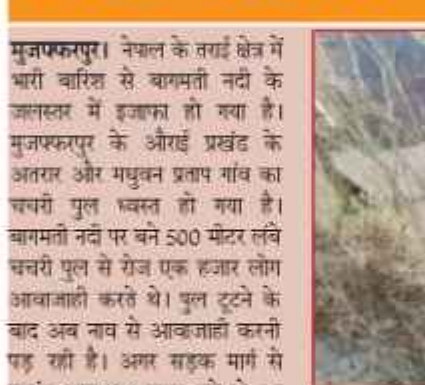 मुजफ्फरपुर। नेपाल के तराई क्षेत्र में
भारी बारिश से बागमती नदी के
जलस्तर में इजाफा हो गया है।
मुजफ्फरपुर के औराई प्रखंड के
अतरार और मधुवन प्रताप गांव का
चचरी पुल ध्वस्त हो गया है।
बागमती नदी पर बने 500 मीटर लंबे
चचरी पुल से रोज एक हजार लोग
आवाजाही करते थे। पुल टूटने के
बाद अब नाव से आवाजाही करनी
पड़ रही है। अगर सड़क मार्ग से